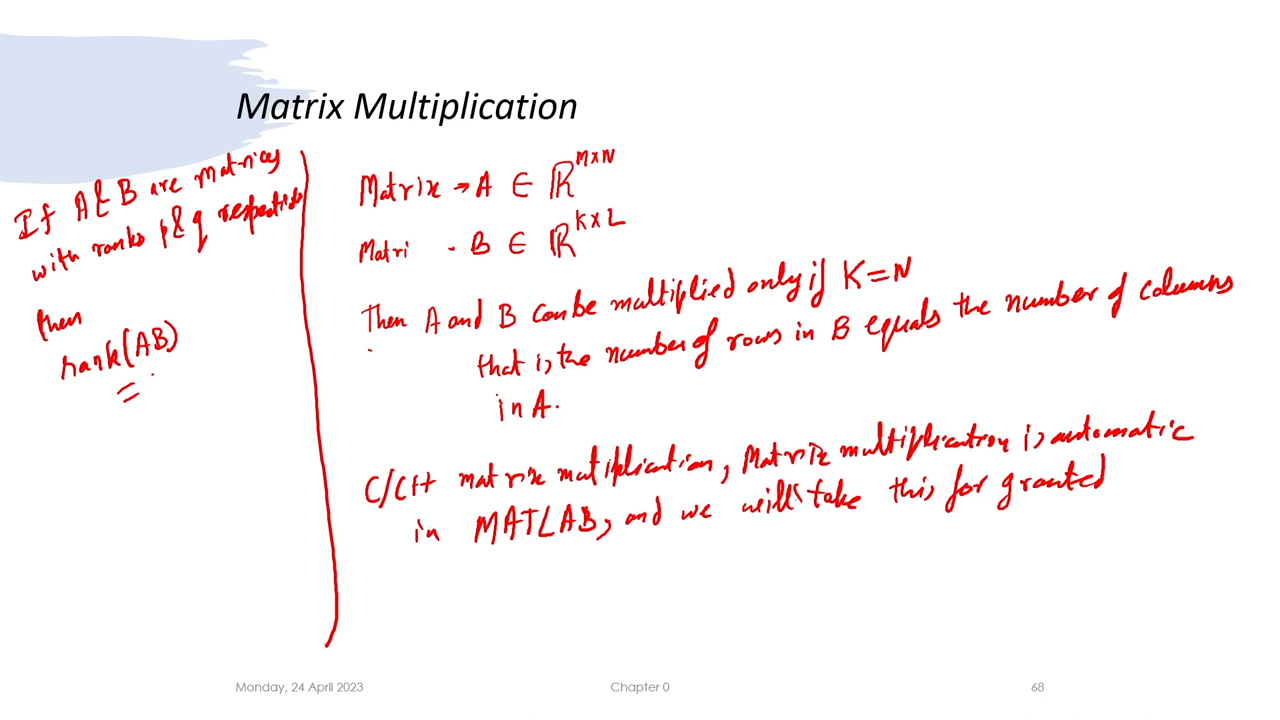 Matrix Multiplication
If A & B are matrices
with ranks p & q respectively
then
rank(AB)
=
Matrix → A ∈ ℝ^{M×N}
Matri · B ∈ ℝ^{K×L}
Then A and B can be multiplied only if K=N
that is the number of rows in B equals the number of columns
in A.
C/C++ matrix multiplication, Matrix multiplication is automatic
in MATLAB, and we will take this for granted
Monday, 24 April 2023
Chapter 0
68